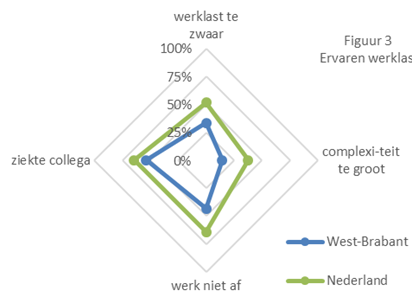 werklast te
zwaar
100%
Figuur 3
Ervaren werklas
75%
50%
25%
ziekte collega
0%
complexi-teit
te groot
West-Brabant
werk niet af
Nederland